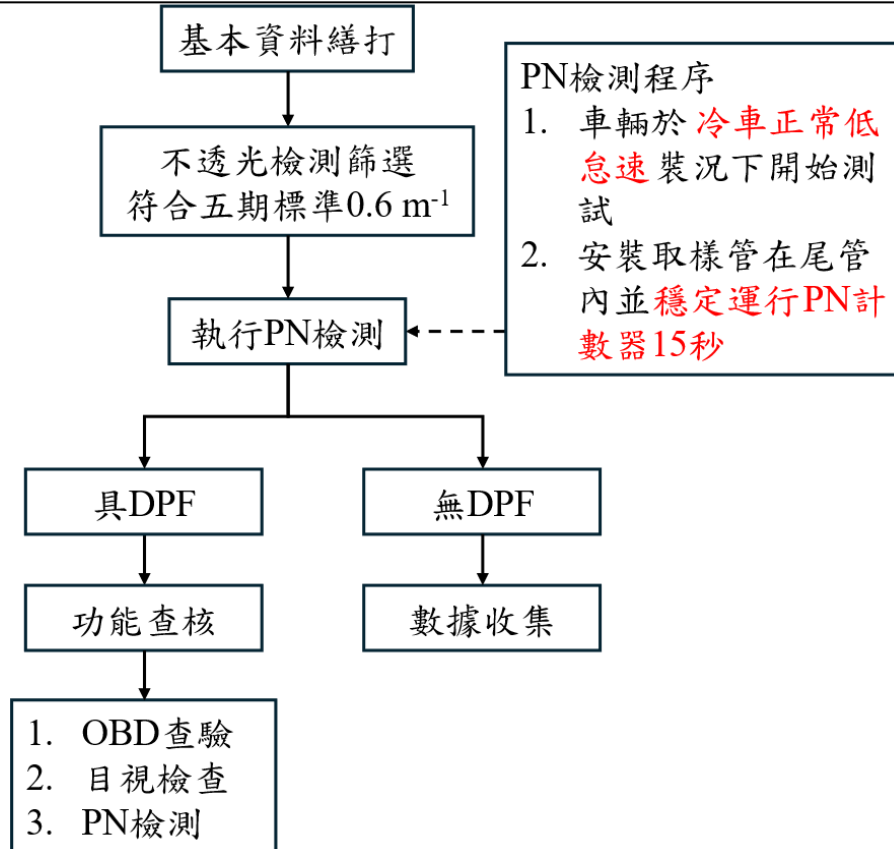 基本資料繕打
不透光檢測篩選
符合五期標準0.6 m⁻¹
執行PN檢測
PN檢測程序
1. 車輛於冷車正常低
怠速裝況下開始測
試
2. 安裝取樣管在尾管
內並穩定運行PN計
數器15秒
具DPF
無DPF
功能查核
數據收集
1. OBD查驗
2. 目視檢查
3. PN檢測